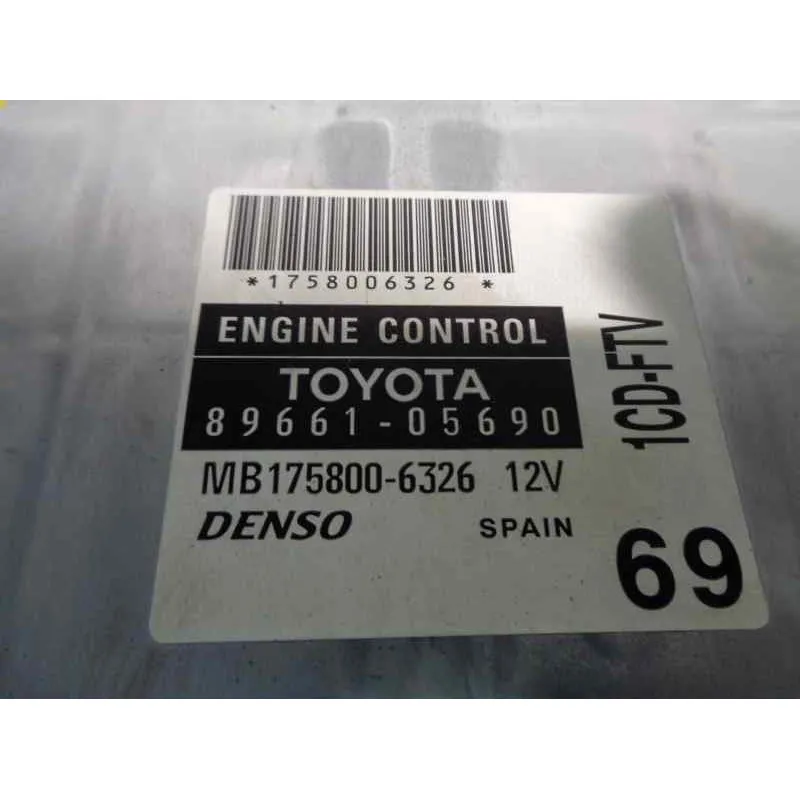 *1758006326*
ENGINE CONTROL
TOYOTA
89661-05690
MB175800-6326 12V
DENSO SPAIN
1CD-FTV
69